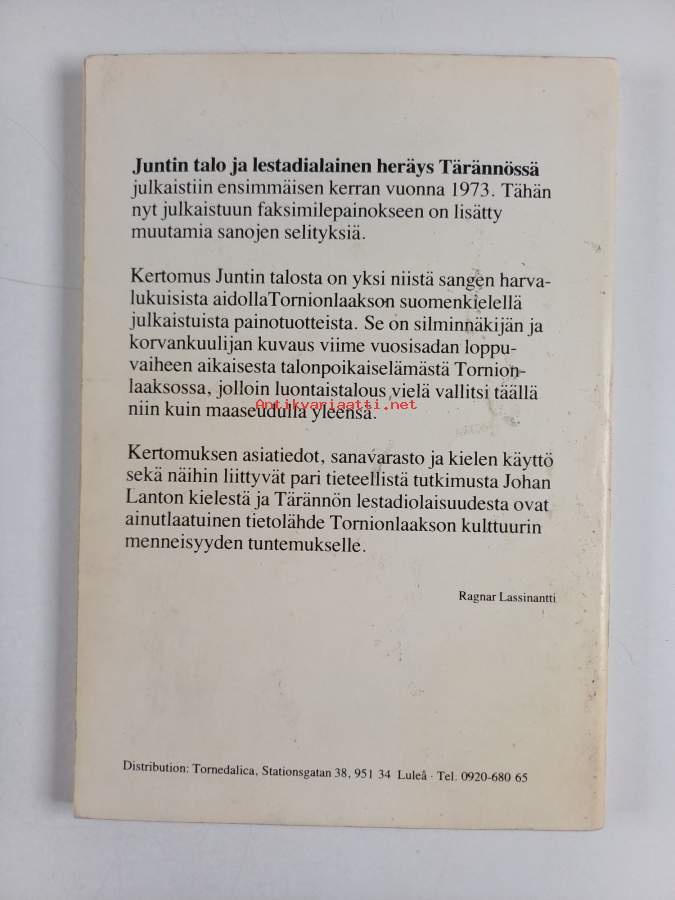 Juntin talo ja lestadialainen heräys Tärännössä
julkaistiin ensimmäisen kerran vuonna 1973. Tähän
nyt julkaistuun faksimilepainokseen on lisätty
muutamia sanojen selityksiä.
Kertomus Juntin talosta on yksi niistä sangen harva-
lukuisista aidollaTornionlaakson suomenkielellä
julkaistuista painotuotteista. Se on silminnäkijän ja
korvankuulijan kuvaus viime vuosisadan loppu-
vaiheen aikaisesta talonpoikaiselämästä Tornion-
laaksossa, jolloin luontaistalous vielä vallitsi täällä
Antikvariaatti.net
niin kuin maaseudulla yleensä.
Kertomuksen asiatiedot, sanavarasto ja kielen käyttö
sekä näihin liittyvät pari tieteellistä tutkimusta Johan
Lanton kielestä ja Tärännön lestadiolaisuudesta ovat
ainutlaatuinen tietolähde Tornionlaakson kulttuurin
menneisyyden tuntemukselle.
Ragnar Lassinantti
Distribution: Tornedalica, Stationsgatan 38, 951 34 Luleå · Tel. 0920-680 65